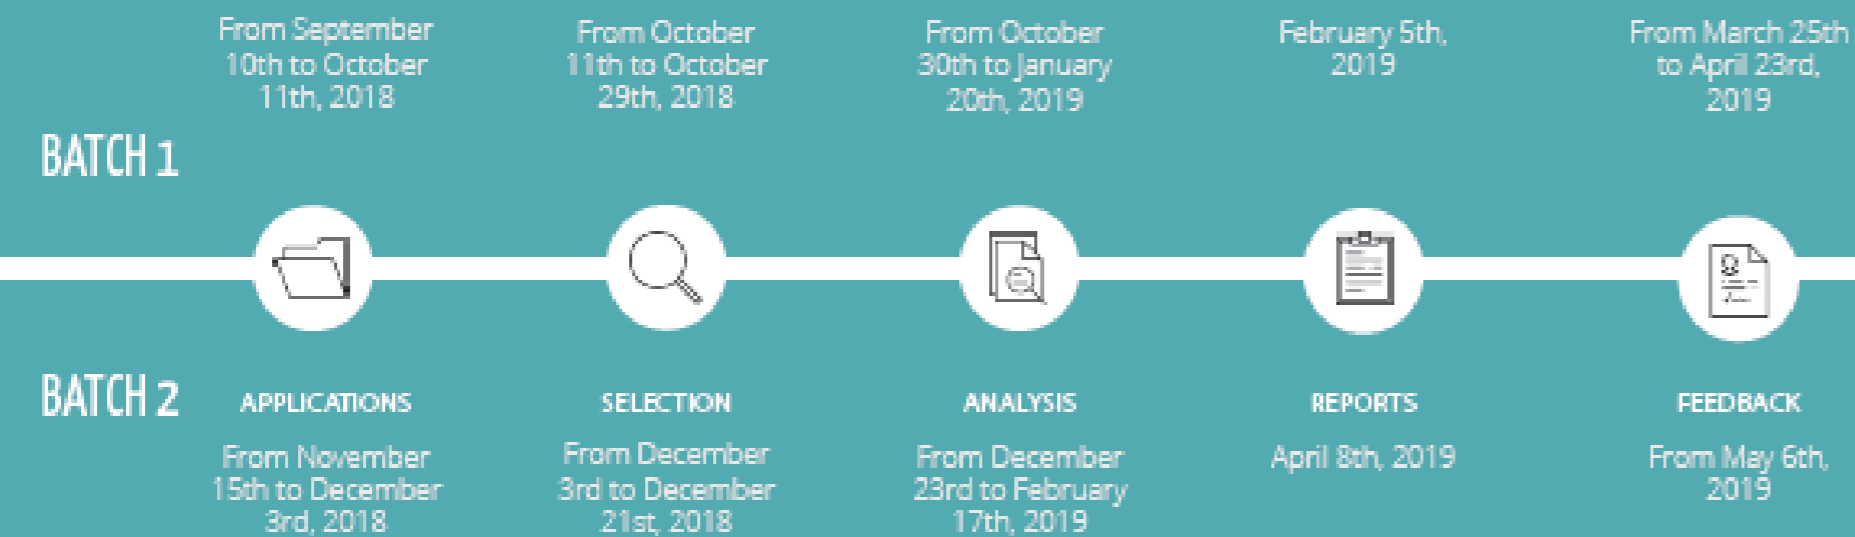 From September
10th to October
11th, 2018
From October
11th to October
29th, 2018
From October
30th to January
20th, 2019
February 5th,
2019
From March 25th
to April 23rd,
2019
BATCH 1
BATCH 2
APPLICATIONS
SELECTION
ANALYSIS
REPORTS
FEEDBACK
From November
15th to December
3rd, 2018
From December
3rd to December
21st, 2018
From December
23rd to February
17th, 2019
April 8th, 2019
From May 6th,
2019